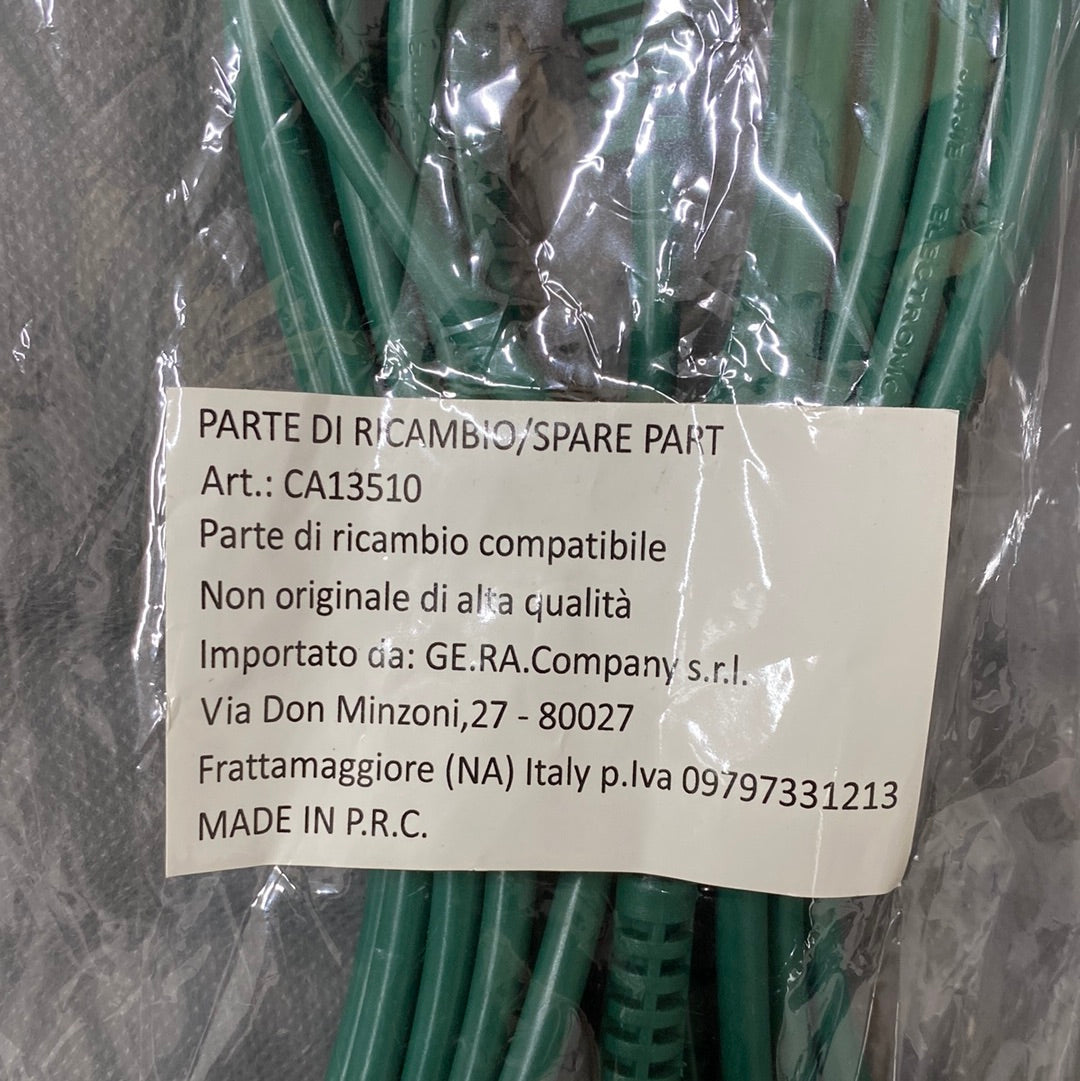 ELECTRONIC
PARTE DI RICAMBIO/SPARE PART
Art.: CA13510
Parte di ricambio compatibile
Non originale di alta qualità
Importato da: GE.RA.Company s.r.l.
Via Don Minzoni,27 - 80027
Frattamaggiore (NA) Italy p.Iva 09797331213
MADE IN P.R.C.